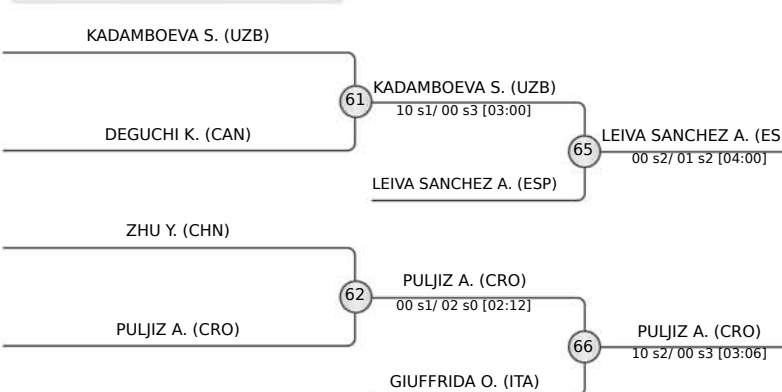 KADAMBOEVA S. (UZB)
61
KADAMBOEVA S. (UZB)
10 s1/ 00 s3 [03:00]
DEGUCHI K. (CAN)
65
LEIVA SANCHEZ A. (ES
00 s2/ 01 s2 [04:00]
LEIVA SANCHEZ A. (ESP)
ZHU Y. (CHN)
62
PULJIZ A. (CRO)
00 s1/ 02 s0 [02:12]
PULJIZ A. (CRO)
66
PULJIZ A. (CRO)
10 s2/ 00 s3 [03:06]
GIUFFRIDA O. (ITA)